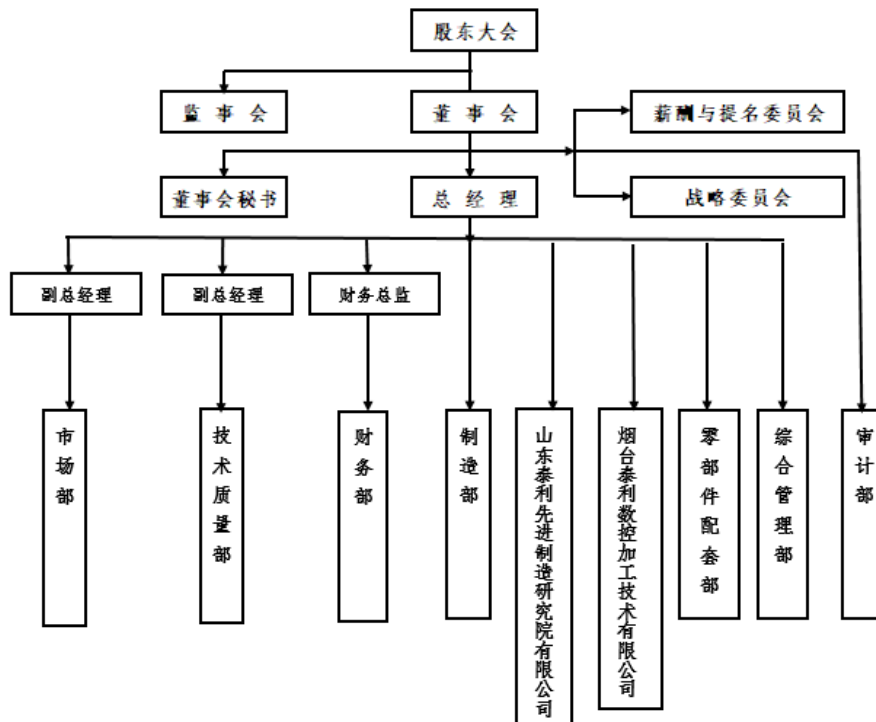 股东大会
监事会
董事会
薪酬与提名委员会
董事会秘书
总经理
战略委员会
副总经理
副总经理
财务总监
市场部
技术质量部
财务部
制造部
山东泰利先进制造研究院有限公司
烟台泰利数控加工技术有限公司
零部件配套部
综合管理部
审计部